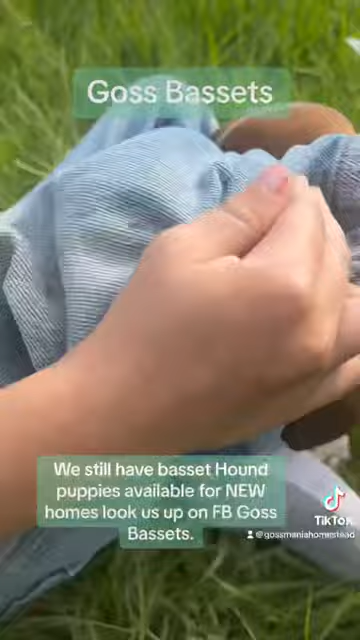 Goss Bassets
We still have basset Hound
puppies available for NEW
homes look us up on FB Goss
Bassets.
TikTok
@gossmaniahomestead